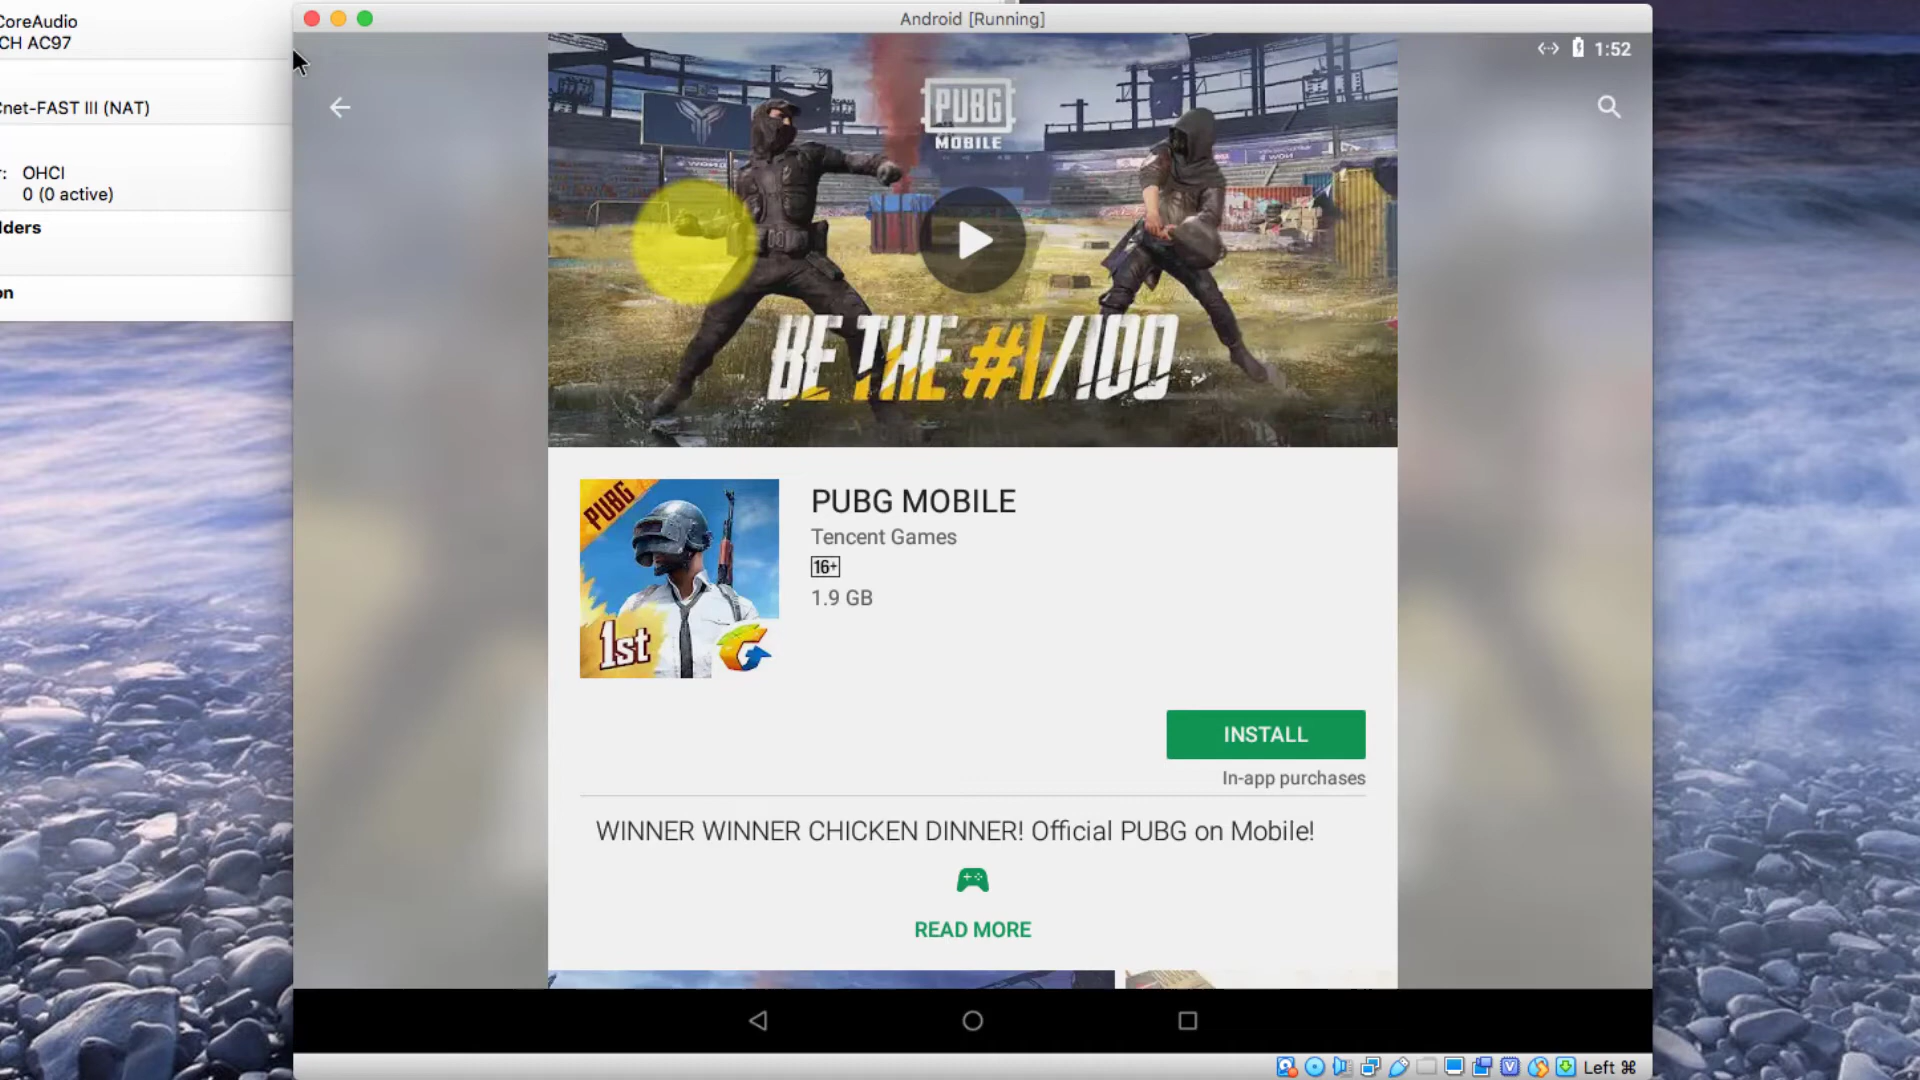 CoreAudio
CH AC97
Cnet-FAST III (NAT)
r: OHCI
0 (0 active)
lders
on
Android [Running]
1:52
PUBG
MOBILE
BE THE #1/100
PUBG
1st
PUBG MOBILE
Tencent Games
16+
1.9 GB
INSTALL
In-app purchases
WINNER WINNER CHICKEN DINNER! Official PUBG on Mobile!
READ MORE
Left ⌘